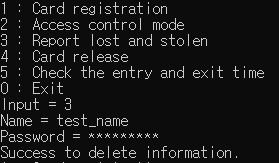 1 : Card registration
2 : Access control mode
3 : Report lost and stolen
4 : Card release
5 : Check the entry and exit time
0 : Exit
Input = 3
Name = test_name
Password = *********
Success to delete information.